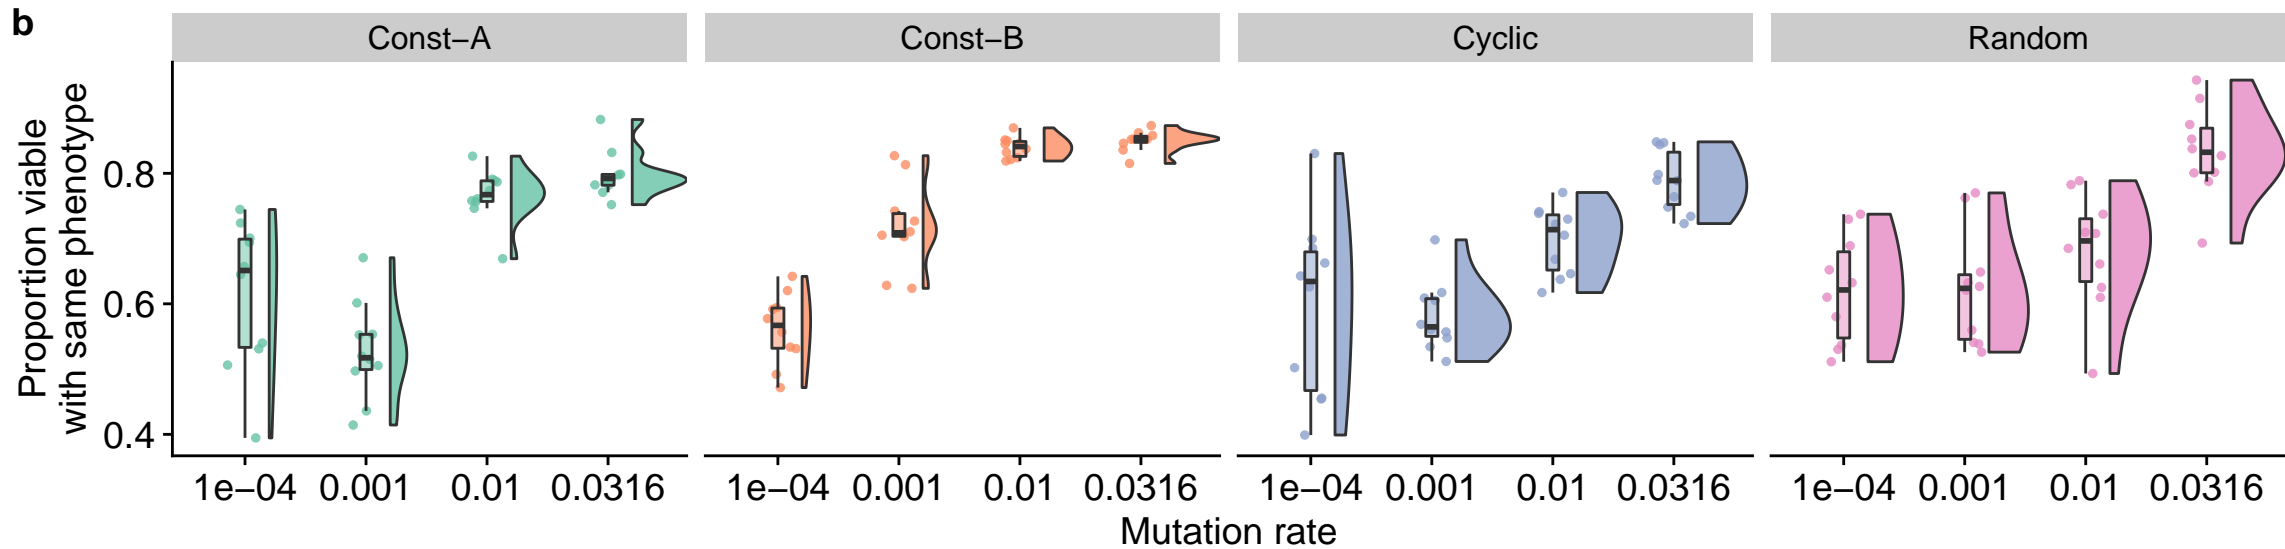 b
Const−A
Const−B
Cyclic
Random
Proportion viable
with same phenotype
0.8
0.6
0.4
1e−04 0.001 0.01 0.0316
1e−04 0.001 0.01 0.0316
1e−04 0.001 0.01 0.0316
1e−04 0.001 0.01 0.0316
Mutation rate